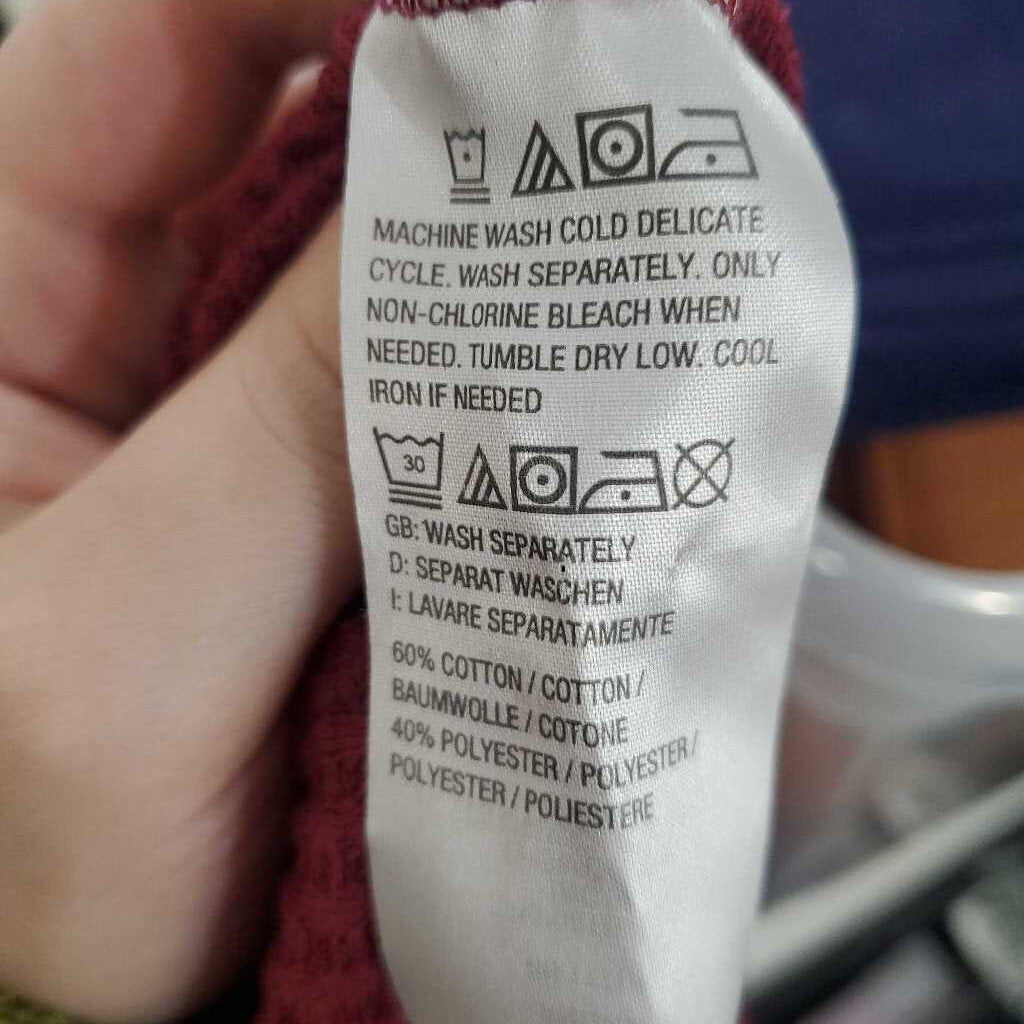 MACHINE WASH COLD DELICATE
CYCLE. WASH SEPARATELY. ONLY
NON-CHLORINE BLEACH WHEN
NEEDED. TUMBLE DRY LOW. COOL
IRON IF NEEDED
30
GB: WASH SEPARATELY
D: SEPARAT WASCHEN
I: LAVARE SEPARATAMENTE
60% COTTON / COTTON /
BAUMWOLLE / COTONE
40% POLYESTER / POLYESTER /
POLYESTER / POLIESTERE